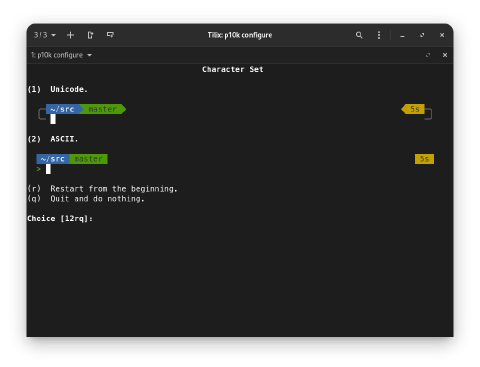 3 / 3
Tilix: p10k configure
1: p10k configure
Character Set
(1) Unicode.
~/src master 5s
(2) ASCII.
~/src master 5s
>
(r) Restart from the beginning.
(q) Quit and do nothing.
Choice [12rq]: